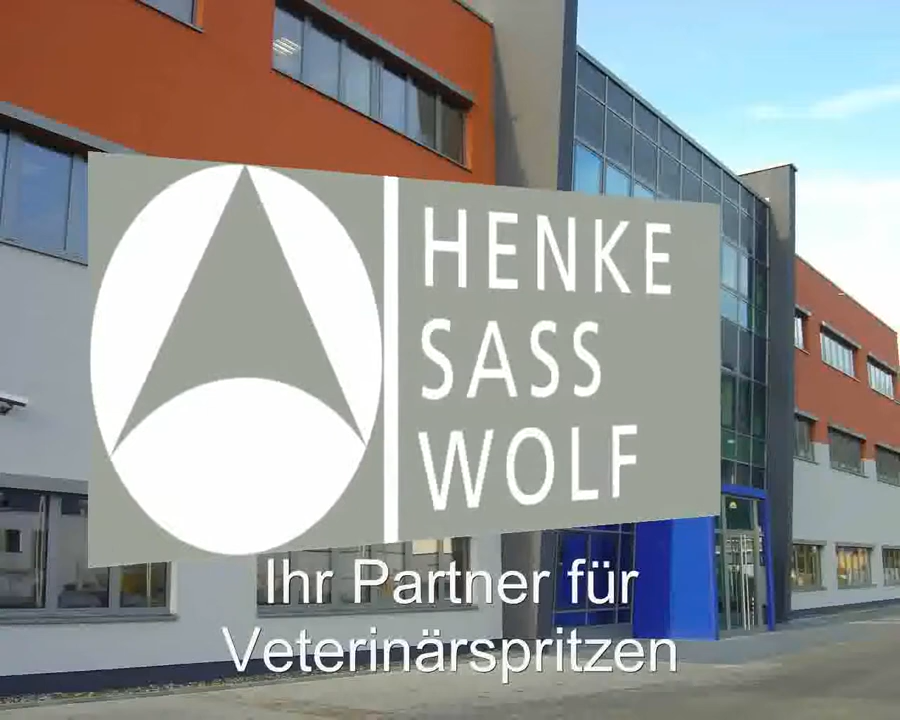 HENKE
SASS
WOLF
Ihr Partner für
Veterinärspritzen